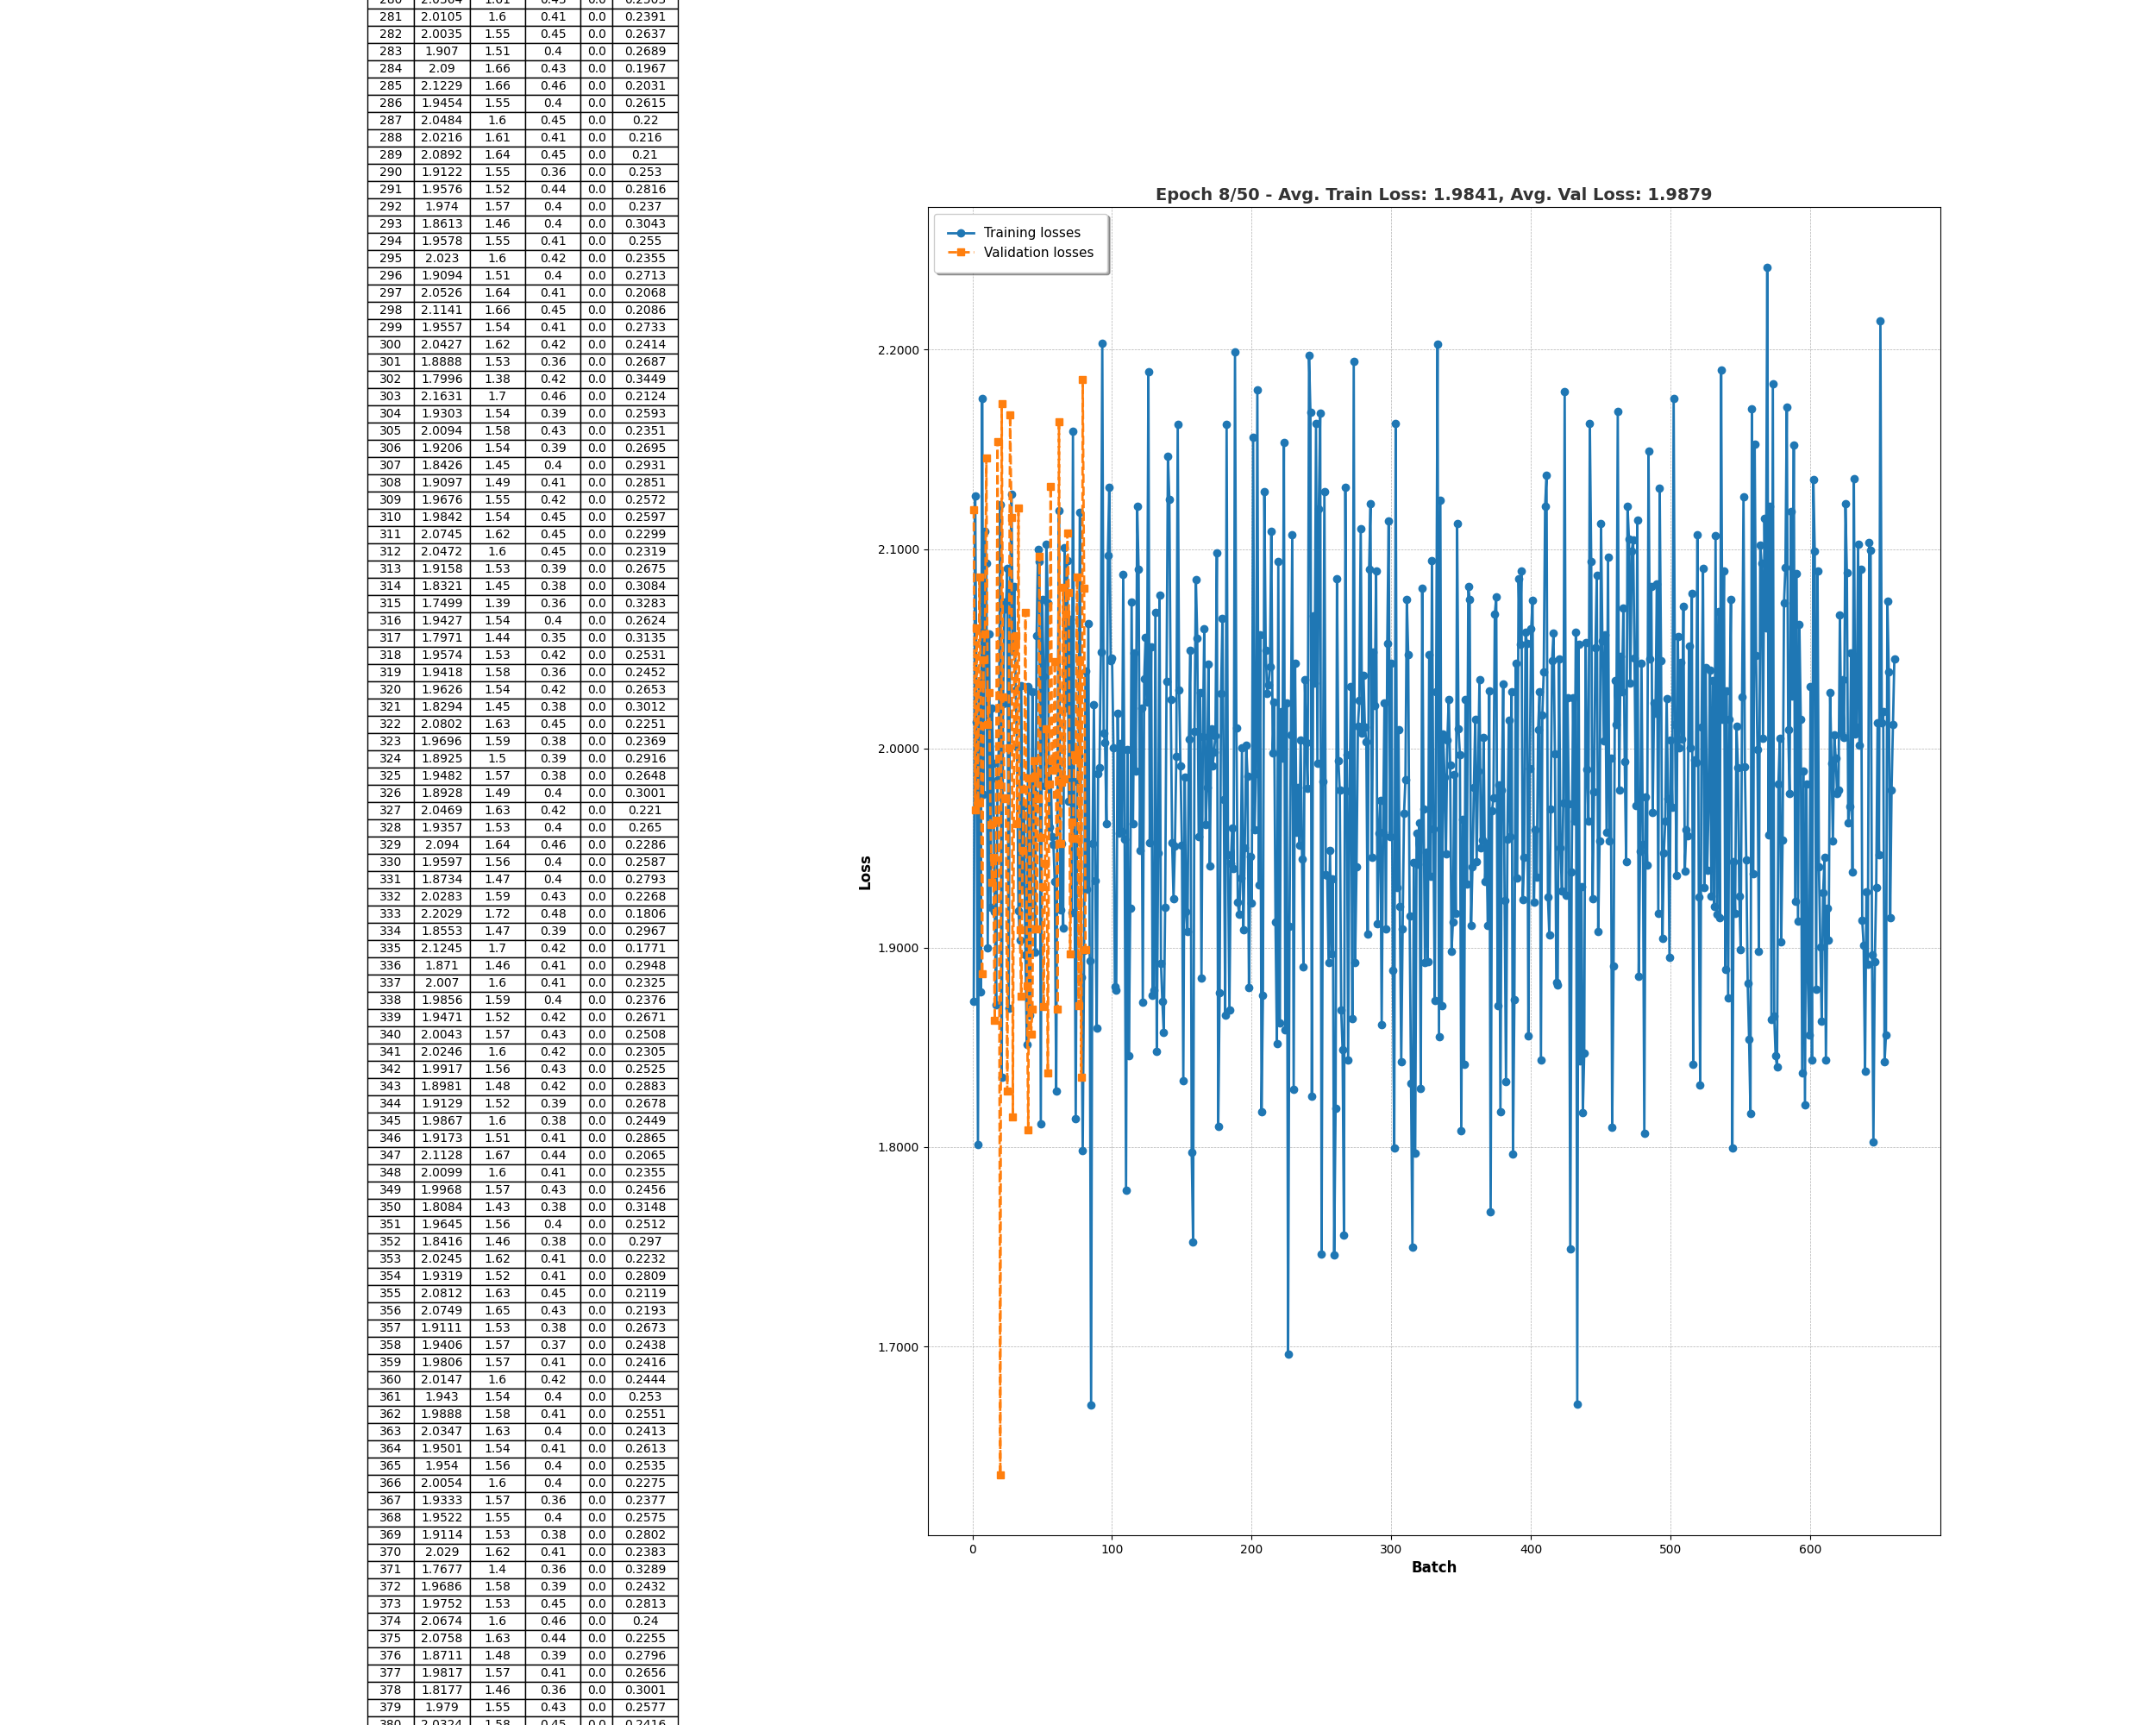 281 2.0105 1.6 0.41 0.0 0.2391
282 2.0035 1.55 0.45 0.0 0.2637
283 1.907 1.51 0.4 0.0 0.2689
284 2.09 1.66 0.43 0.0 0.1967
285 2.1229 1.66 0.46 0.0 0.2031
286 1.9454 1.55 0.4 0.0 0.2615
287 2.0484 1.6 0.45 0.0 0.22
288 2.0216 1.61 0.41 0.0 0.216
289 2.0892 1.64 0.45 0.0 0.21
290 1.9122 1.55 0.36 0.0 0.253
291 1.9576 1.52 0.44 0.0 0.2816
292 1.974 1.57 0.4 0.0 0.237
293 1.8613 1.46 0.4 0.0 0.3043
294 1.9578 1.55 0.41 0.0 0.255
295 2.023 1.6 0.42 0.0 0.2355
296 1.9094 1.51 0.4 0.0 0.2713
297 2.0526 1.64 0.41 0.0 0.2068
298 2.1141 1.66 0.45 0.0 0.2086
299 1.9557 1.54 0.41 0.0 0.2733
300 2.0427 1.62 0.42 0.0 0.2414
301 1.8888 1.53 0.36 0.0 0.2687
302 1.7996 1.38 0.42 0.0 0.3449
303 2.1631 1.7 0.46 0.0 0.2124
304 1.9303 1.54 0.39 0.0 0.2593
305 2.0094 1.58 0.43 0.0 0.2351
306 1.9206 1.54 0.39 0.0 0.2695
307 1.8426 1.45 0.4 0.0 0.2931
308 1.9097 1.49 0.41 0.0 0.2851
309 1.9676 1.55 0.42 0.0 0.2572
310 1.9842 1.54 0.45 0.0 0.2597
311 2.0745 1.62 0.45 0.0 0.2299
312 2.0472 1.6 0.45 0.0 0.2319
313 1.9158 1.53 0.39 0.0 0.2675
314 1.8321 1.45 0.38 0.0 0.3084
315 1.7499 1.39 0.36 0.0 0.3283
316 1.9427 1.54 0.4 0.0 0.2624
317 1.7971 1.44 0.35 0.0 0.3135
318 1.9574 1.53 0.42 0.0 0.2531
319 1.9418 1.58 0.36 0.0 0.2452
320 1.9626 1.54 0.42 0.0 0.2653
321 1.8294 1.45 0.38 0.0 0.3012
322 2.0802 1.63 0.45 0.0 0.2251
323 1.9696 1.59 0.38 0.0 0.2369
324 1.8925 1.5 0.39 0.0 0.2916
325 1.9482 1.57 0.38 0.0 0.2648
326 1.8928 1.49 0.4 0.0 0.3001
327 2.0469 1.63 0.42 0.0 0.221
328 1.9357 1.53 0.4 0.0 0.265
329 2.094 1.64 0.46 0.0 0.2286
330 1.9597 1.56 0.4 0.0 0.2587
331 1.8734 1.47 0.4 0.0 0.2793
332 2.0283 1.59 0.43 0.0 0.2268
333 2.2029 1.72 0.48 0.0 0.1806
334 1.8553 1.47 0.39 0.0 0.2967
335 2.1245 1.7 0.42 0.0 0.1771
336 1.871 1.46 0.41 0.0 0.2948
337 2.007 1.6 0.41 0.0 0.2325
338 1.9856 1.59 0.4 0.0 0.2376
339 1.9471 1.52 0.42 0.0 0.2671
340 2.0043 1.57 0.43 0.0 0.2508
341 2.0246 1.6 0.42 0.0 0.2305
342 1.9917 1.56 0.43 0.0 0.2525
343 1.8981 1.48 0.42 0.0 0.2883
344 1.9129 1.52 0.39 0.0 0.2678
345 1.9867 1.6 0.38 0.0 0.2449
346 1.9173 1.51 0.41 0.0 0.2865
347 2.1128 1.67 0.44 0.0 0.2065
348 2.0099 1.6 0.41 0.0 0.2355
349 1.9968 1.57 0.43 0.0 0.2456
350 1.8084 1.43 0.38 0.0 0.3148
351 1.9645 1.56 0.4 0.0 0.2512
352 1.8416 1.46 0.38 0.0 0.297
353 2.0245 1.62 0.41 0.0 0.2232
354 1.9319 1.52 0.41 0.0 0.2809
355 2.0812 1.63 0.45 0.0 0.2119
356 2.0749 1.65 0.43 0.0 0.2193
357 1.9111 1.53 0.38 0.0 0.2673
358 1.9406 1.57 0.37 0.0 0.2438
359 1.9806 1.57 0.41 0.0 0.2416
360 2.0147 1.6 0.42 0.0 0.2444
361 1.943 1.54 0.4 0.0 0.253
362 1.9888 1.58 0.41 0.0 0.2551
363 2.0347 1.63 0.4 0.0 0.2413
364 1.9501 1.54 0.41 0.0 0.2613
365 1.954 1.56 0.4 0.0 0.2535
366 2.0054 1.6 0.4 0.0 0.2275
367 1.9333 1.57 0.36 0.0 0.2377
368 1.9522 1.55 0.4 0.0 0.2575
369 1.9114 1.53 0.38 0.0 0.2802
370 2.029 1.62 0.41 0.0 0.2383
371 1.7677 1.4 0.36 0.0 0.3289
372 1.9686 1.58 0.39 0.0 0.2432
373 1.9752 1.53 0.45 0.0 0.2813
374 2.0674 1.6 0.46 0.0 0.24
375 2.0758 1.63 0.44 0.0 0.2255
376 1.8711 1.48 0.39 0.0 0.2796
377 1.9817 1.57 0.41 0.0 0.2656
378 1.8177 1.46 0.36 0.0 0.3001
379 1.979 1.55 0.43 0.0 0.2577
380 2.0324 1.58 0.45 0.0 0.2416
Epoch 8/50 - Avg. Train Loss: 1.9841, Avg. Val Loss: 1.9879
Training losses
Validation losses
2.2000
2.1000
2.0000
1.9000
1.8000
1.7000
Loss
0 100 200 300 400 500 600
Batch